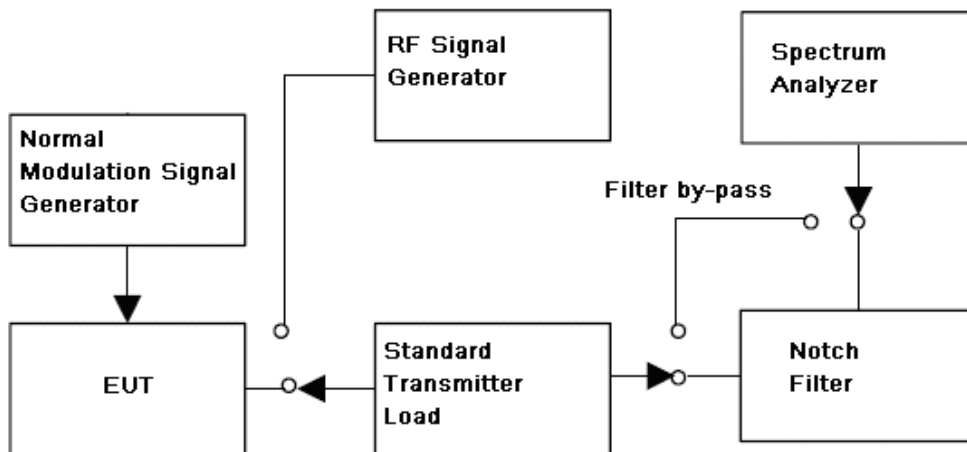 RF Signal
Generator
Spectrum
Analyzer
Normal
Modulation Signal
Generator
Filter by-pass
EUT
Standard
Transmitter
Load
Notch
Filter